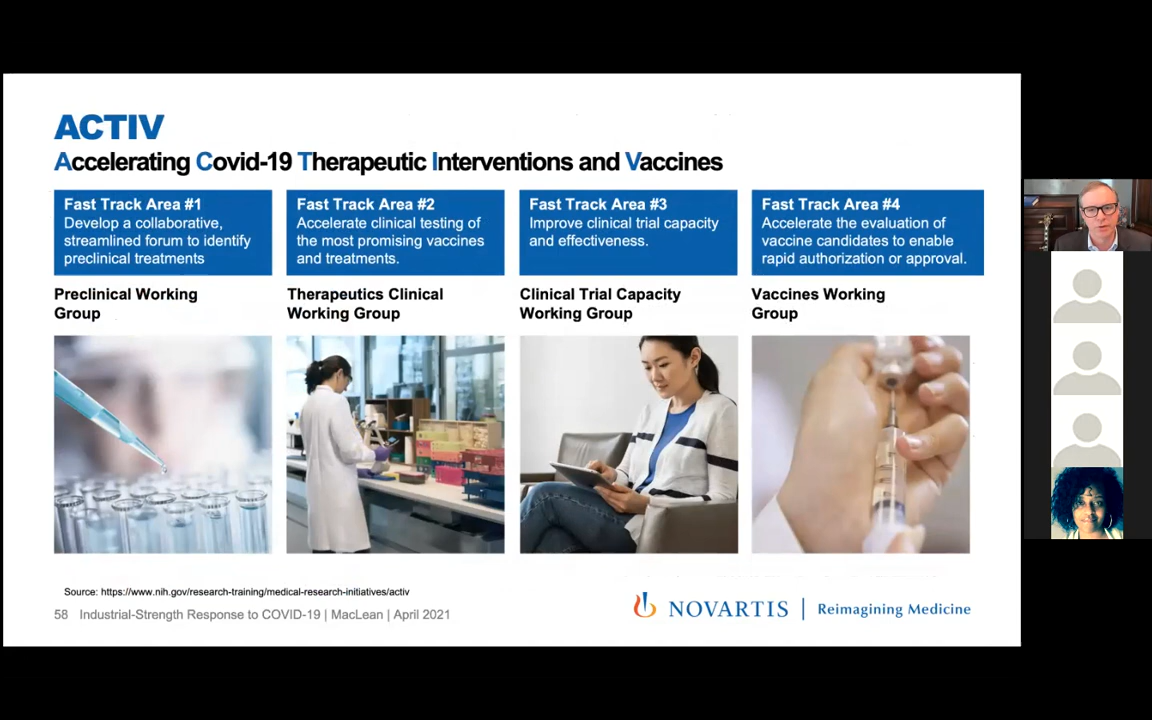 ACTIV
Accelerating Covid-19 Therapeutic Interventions and Vaccines
Fast Track Area #1
Develop a collaborative,
streamlined forum to identify
preclinical treatments
Preclinical Working
Group
Fast Track Area #2
Accelerate clinical testing of
the most promising vaccines
and treatments.
Therapeutics Clinical
Working Group
Fast Track Area #3
Improve clinical trial capacity
and effectiveness.
Clinical Trial Capacity
Working Group
Fast Track Area #4
Accelerate the evaluation of
vaccine candidates to enable
rapid authorization or approval.
Vaccines Working
Group
Source: https://www.nih.gov/research-training/medical-research-initiatives/activ
58 Industrial-Strength Response to COVID-19 | MacLean | April 2021
NOVARTIS | Reimagining Medicine